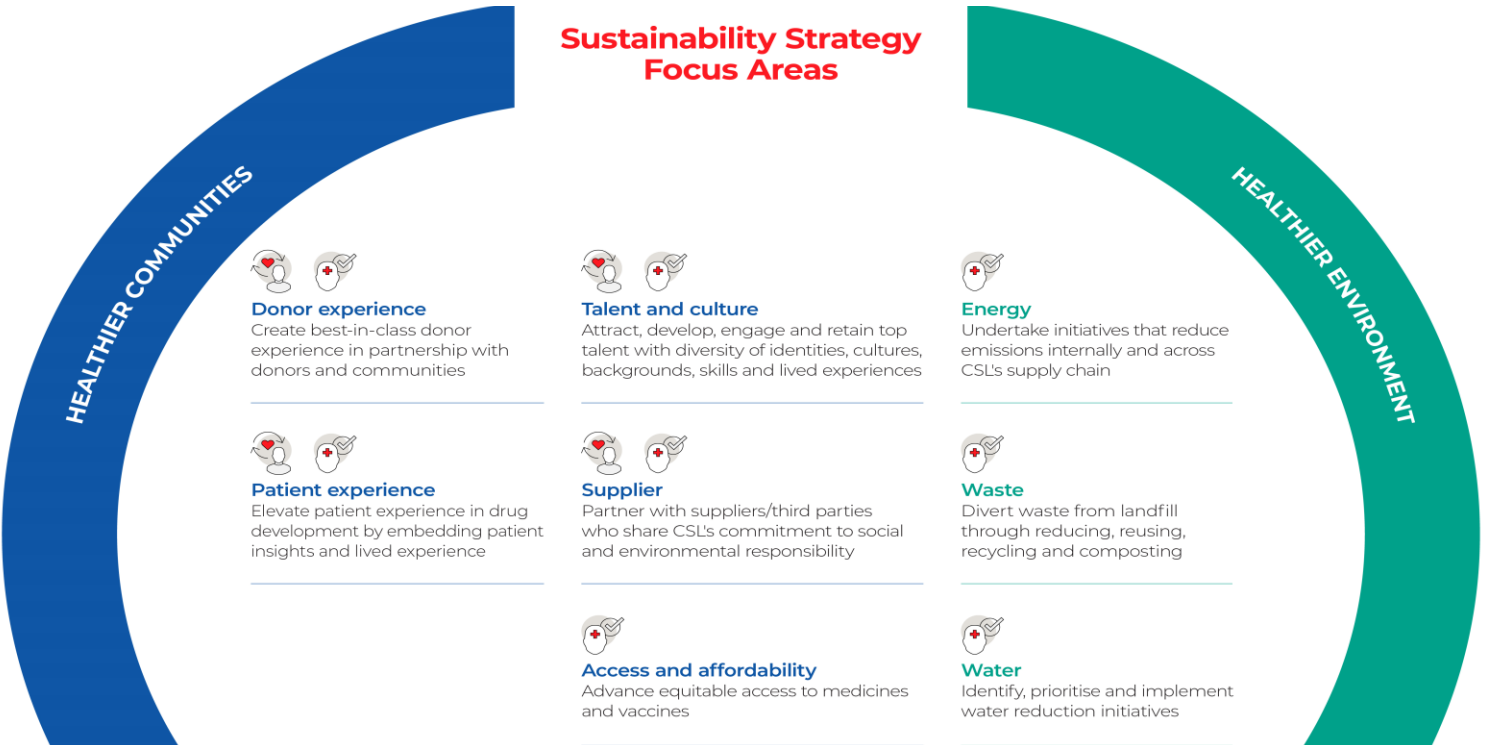 Sustainability Strategy
Focus Areas
HEALTHIER COMMUNITIES
HEALTHIER ENVIRONMENT
Donor experience
Create best-in-class donor
experience in partnership with
donors and communities
Talent and culture
Attract, develop, engage and retain top
talent with diversity of identities, cultures,
backgrounds, skills and lived experiences
Energy
Undertake initiatives that reduce
emissions internally and across
CSL's supply chain
Patient experience
Elevate patient experience in drug
development by embedding patient
insights and lived experience
Supplier
Partner with suppliers/third parties
who share CSL's commitment to social
and environmental responsibility
Waste
Divert waste from landfill
through reducing, reusing,
recycling and composting
Access and affordability
Advance equitable access to medicines
and vaccines
Water
Identify, prioritise and implement
water reduction initiatives